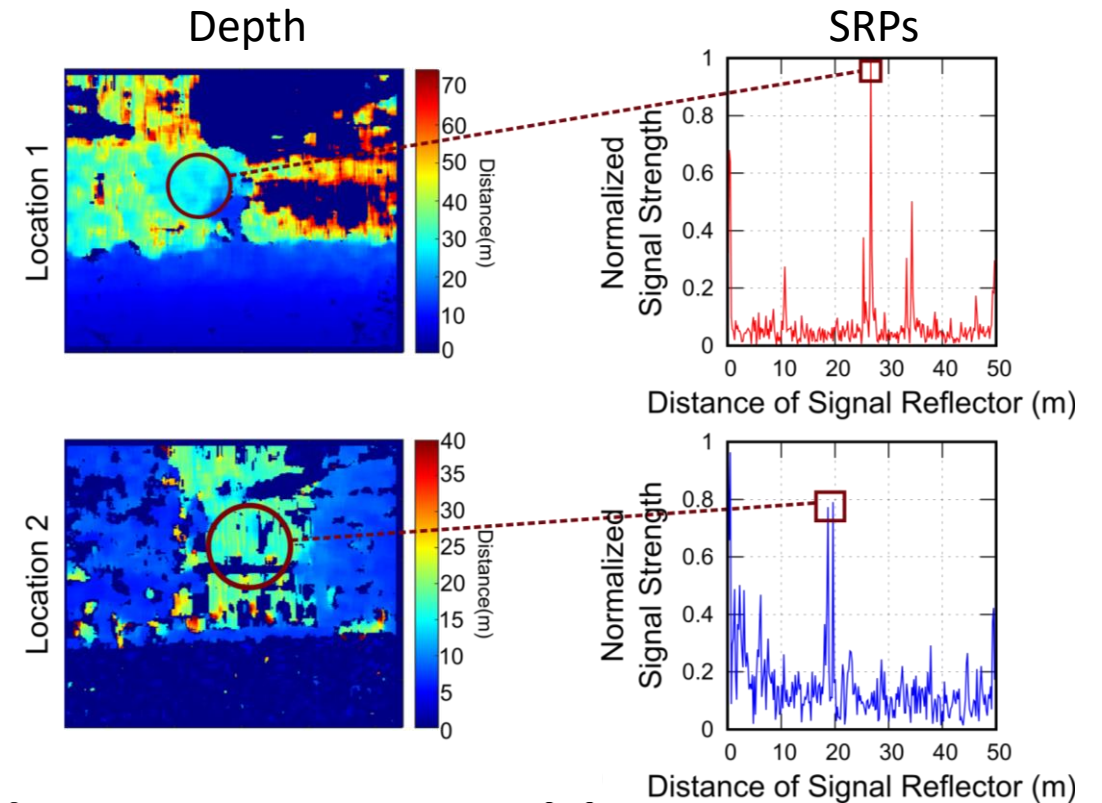 Depth
SRPs
Location 1
70
60
50
40
30
20
10
0
Distance(m)
Normalized
Signal Strength
1
0.8
0.6
0.4
0.2
0
0 10 20 30 40 50
Distance of Signal Reflector (m)
Location 2
40
35
30
25
20
15
10
5
0
Distance(m)
Normalized
Signal Strength
1
0.8
0.6
0.4
0.2
0
0 10 20 30 40 50
Distance of Signal Reflector (m)